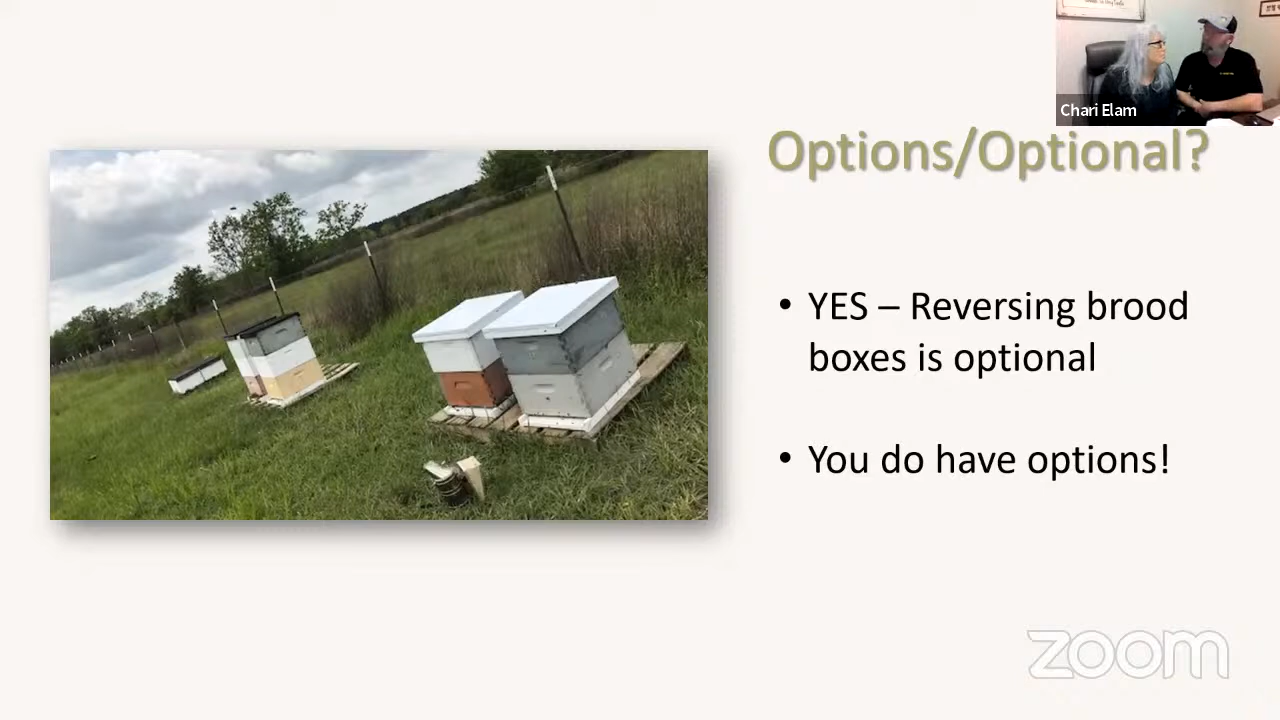 Chari Elam
Options/Optional?
• YES – Reversing brood
boxes is optional
• You do have options!
zoom